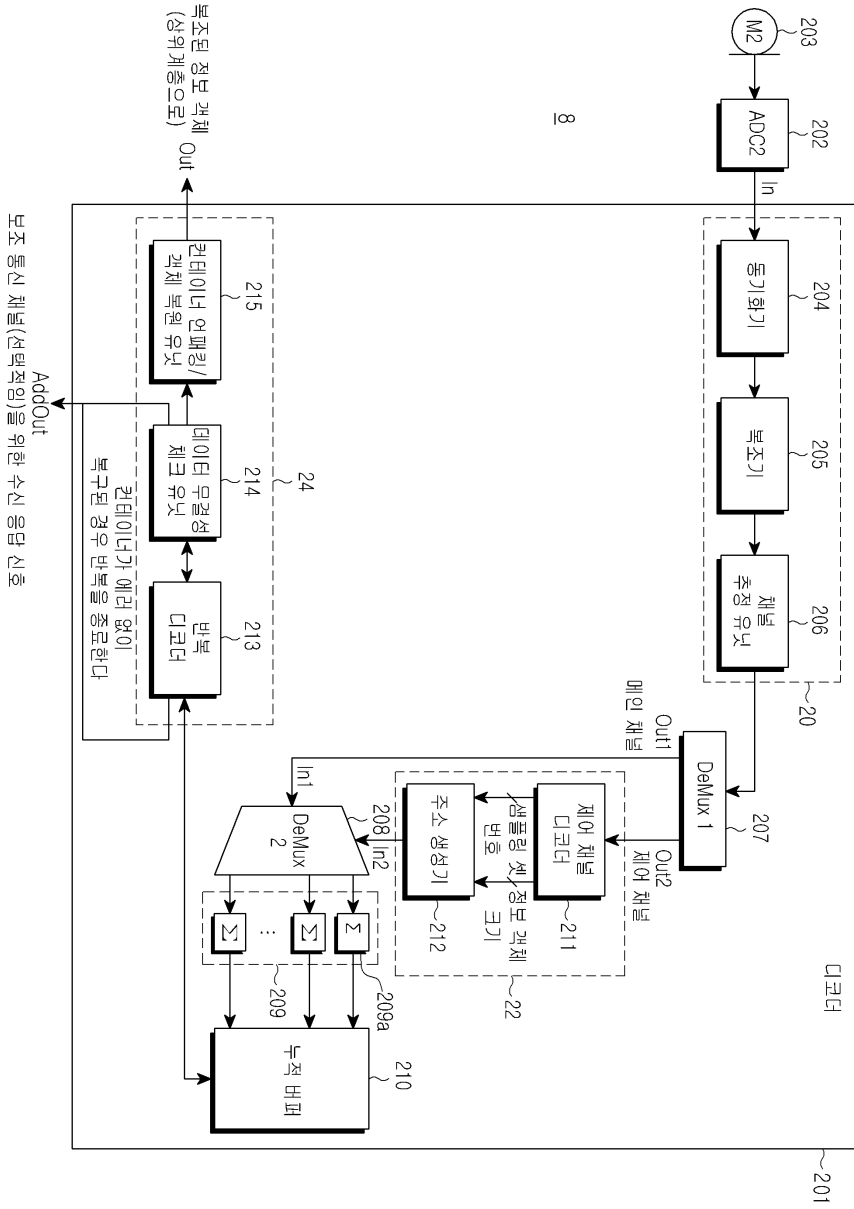 201
디코더
203
M2
202
ADC2
In
204
동기화기
205
복조기
206
채널
추정 유닛
20
207
DeMux 1
Out1
메인 채널
Out2
제어 채널
211
제어 채널
디코더
샘플링 셋
번호
정보 객체
크기
212
주소 생성기
22
In1
In2
208
DeMux
2
Σ
Σ
...
Σ
209a
209
210
누적 버퍼
8
복조된 정보 객체
(상위계층으로)
Out
215
컨테이너 언패킹/
객체 복원 유닛
214
데이터 무결성
체크 유닛
213
반복
디코더
24
컨테이너가 에러 없이
복구된 경우 반복을 종료한다
AddOut
보조 통신 채널(선택적임)을 위한 수신 응답 신호